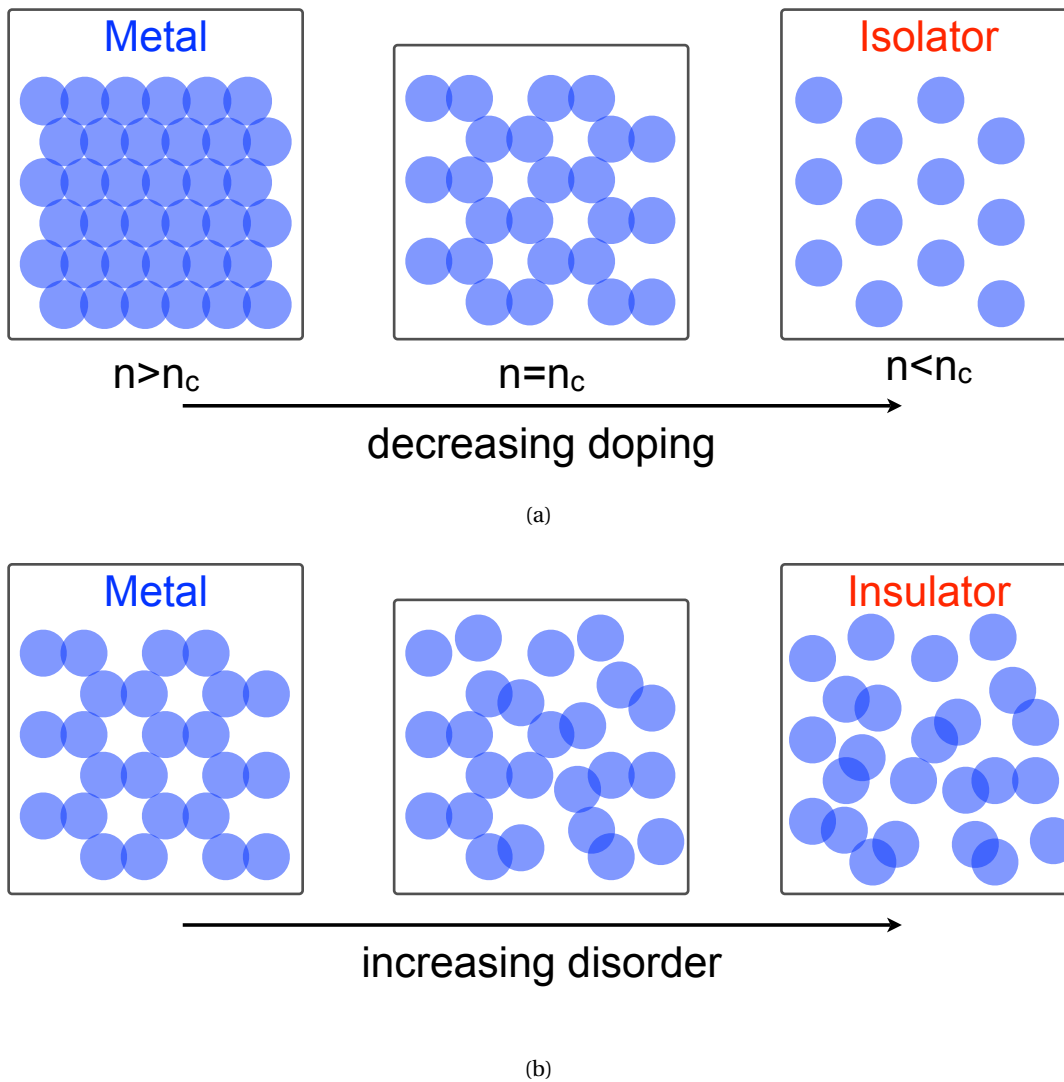 Metal
Isolator
n>nc
n=nc
n<nc
decreasing doping
(a)
Metal
Insulator
increasing disorder
(b)